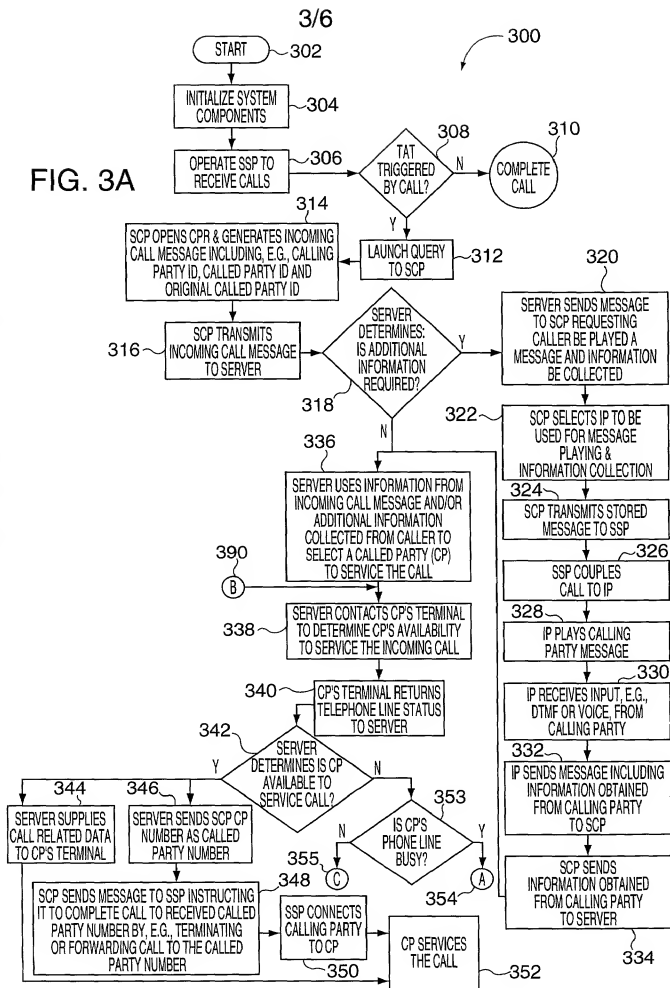 3/6
300
START
302
INITIALIZE SYSTEM
COMPONENTS
304
FIG. 3A
OPERATE SSP TO
RECEIVE CALLS
306
308
TAT
TRIGGERED
BY CALL?
N
Y
310
COMPLETE
CALL
LAUNCH QUERY
TO SCP
312
314
SCP OPENS CPR & GENERATES INCOMING
CALL MESSAGE INCLUDING, E.G., CALLING
PARTY ID, CALLED PARTY ID AND
ORIGINAL CALLED PARTY ID
316
SCP TRANSMITS
INCOMING CALL MESSAGE
TO SERVER
SERVER
DETERMINES:
IS ADDITIONAL
INFORMATION
REQUIRED?
318
Y
N
320
SERVER SENDS MESSAGE
TO SCP REQUESTING
CALLER BE PLAYED A
MESSAGE AND INFORMATION
BE COLLECTED
322
SCP SELECTS IP TO BE
USED FOR MESSAGE
PLAYING &
INFORMATION COLLECTION
324
SCP TRANSMITS STORED
MESSAGE TO SSP
326
SSP COUPLES
CALL TO IP
328
IP PLAYS CALLING
PARTY MESSAGE
330
IP RECEIVES INPUT, E.G.,
DTMF OR VOICE, FROM
CALLING PARTY
332
IP SENDS MESSAGE INCLUDING
INFORMATION OBTAINED
FROM CALLING PARTY
TO SCP
SCP SENDS
INFORMATION OBTAINED
FROM CALLING PARTY
TO SERVER
334
336
SERVER USES INFORMATION FROM
INCOMING CALL MESSAGE AND/OR
ADDITIONAL INFORMATION
COLLECTED FROM CALLER TO
SELECT A CALLED PARTY (CP)
TO SERVICE THE CALL
390
B
338
SERVER CONTACTS CP'S TERMINAL
TO DETERMINE CP'S AVAILABILITY
TO SERVICE THE INCOMING CALL
340
CP'S TERMINAL RETURNS
TELEPHONE LINE STATUS
TO SERVER
342
SERVER
DETERMINES IS CP
AVAILABLE TO
SERVICE CALL?
Y
N
344
SERVER SUPPLIES
CALL RELATED DATA
TO CP'S TERMINAL
346
SERVER SENDS SCP CP
NUMBER AS CALLED
PARTY NUMBER
353
IS CP'S
PHONE LINE
BUSY?
N
Y
355
C
354
A
348
SCP SENDS MESSAGE TO SSP INSTRUCTING
IT TO COMPLETE CALL TO RECEIVED CALLED
PARTY NUMBER BY, E.G., TERMINATING
OR FORWARDING CALL TO THE CALLED
PARTY NUMBER
SSP CONNECTS
CALLING PARTY
TO CP
350
CP SERVICES
THE CALL
352